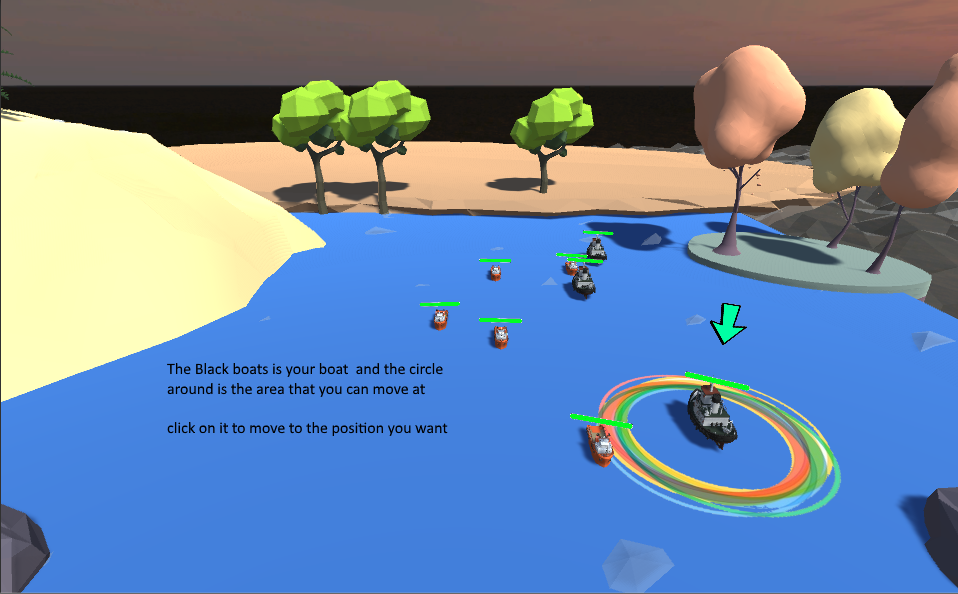 The Black boats is your boat and the circle
around is the area that you can move at
click on it to move to the position you want